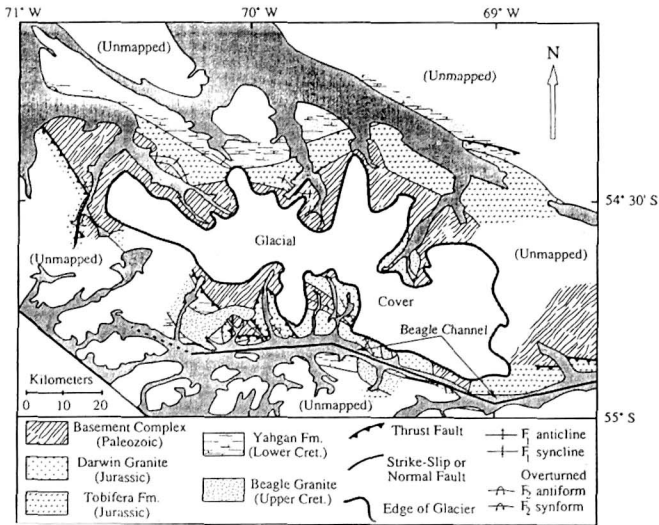 71° W
70° W
69° W
(Unmapped)
(Unmapped)
N
54° 30' S
Glacial
(Unmapped)
(Unmapped)
Cover
Beagle Channel
Kilometers
0 10 20
(Unmapped)
55° S
Basement Complex
(Paleozoic)
Darwin Granite
(Jurassic)
Tobifera Fm.
(Jurassic)
Yahgan Fm.
(Lower Cret.)
Beagle Granite
(Upper Cret.)
Thrust Fault
Strike-Slip or
Normal Fault
Edge of Glacier
F1 anticline
F1 syncline
Overturned
F2 antiform
F2 synform